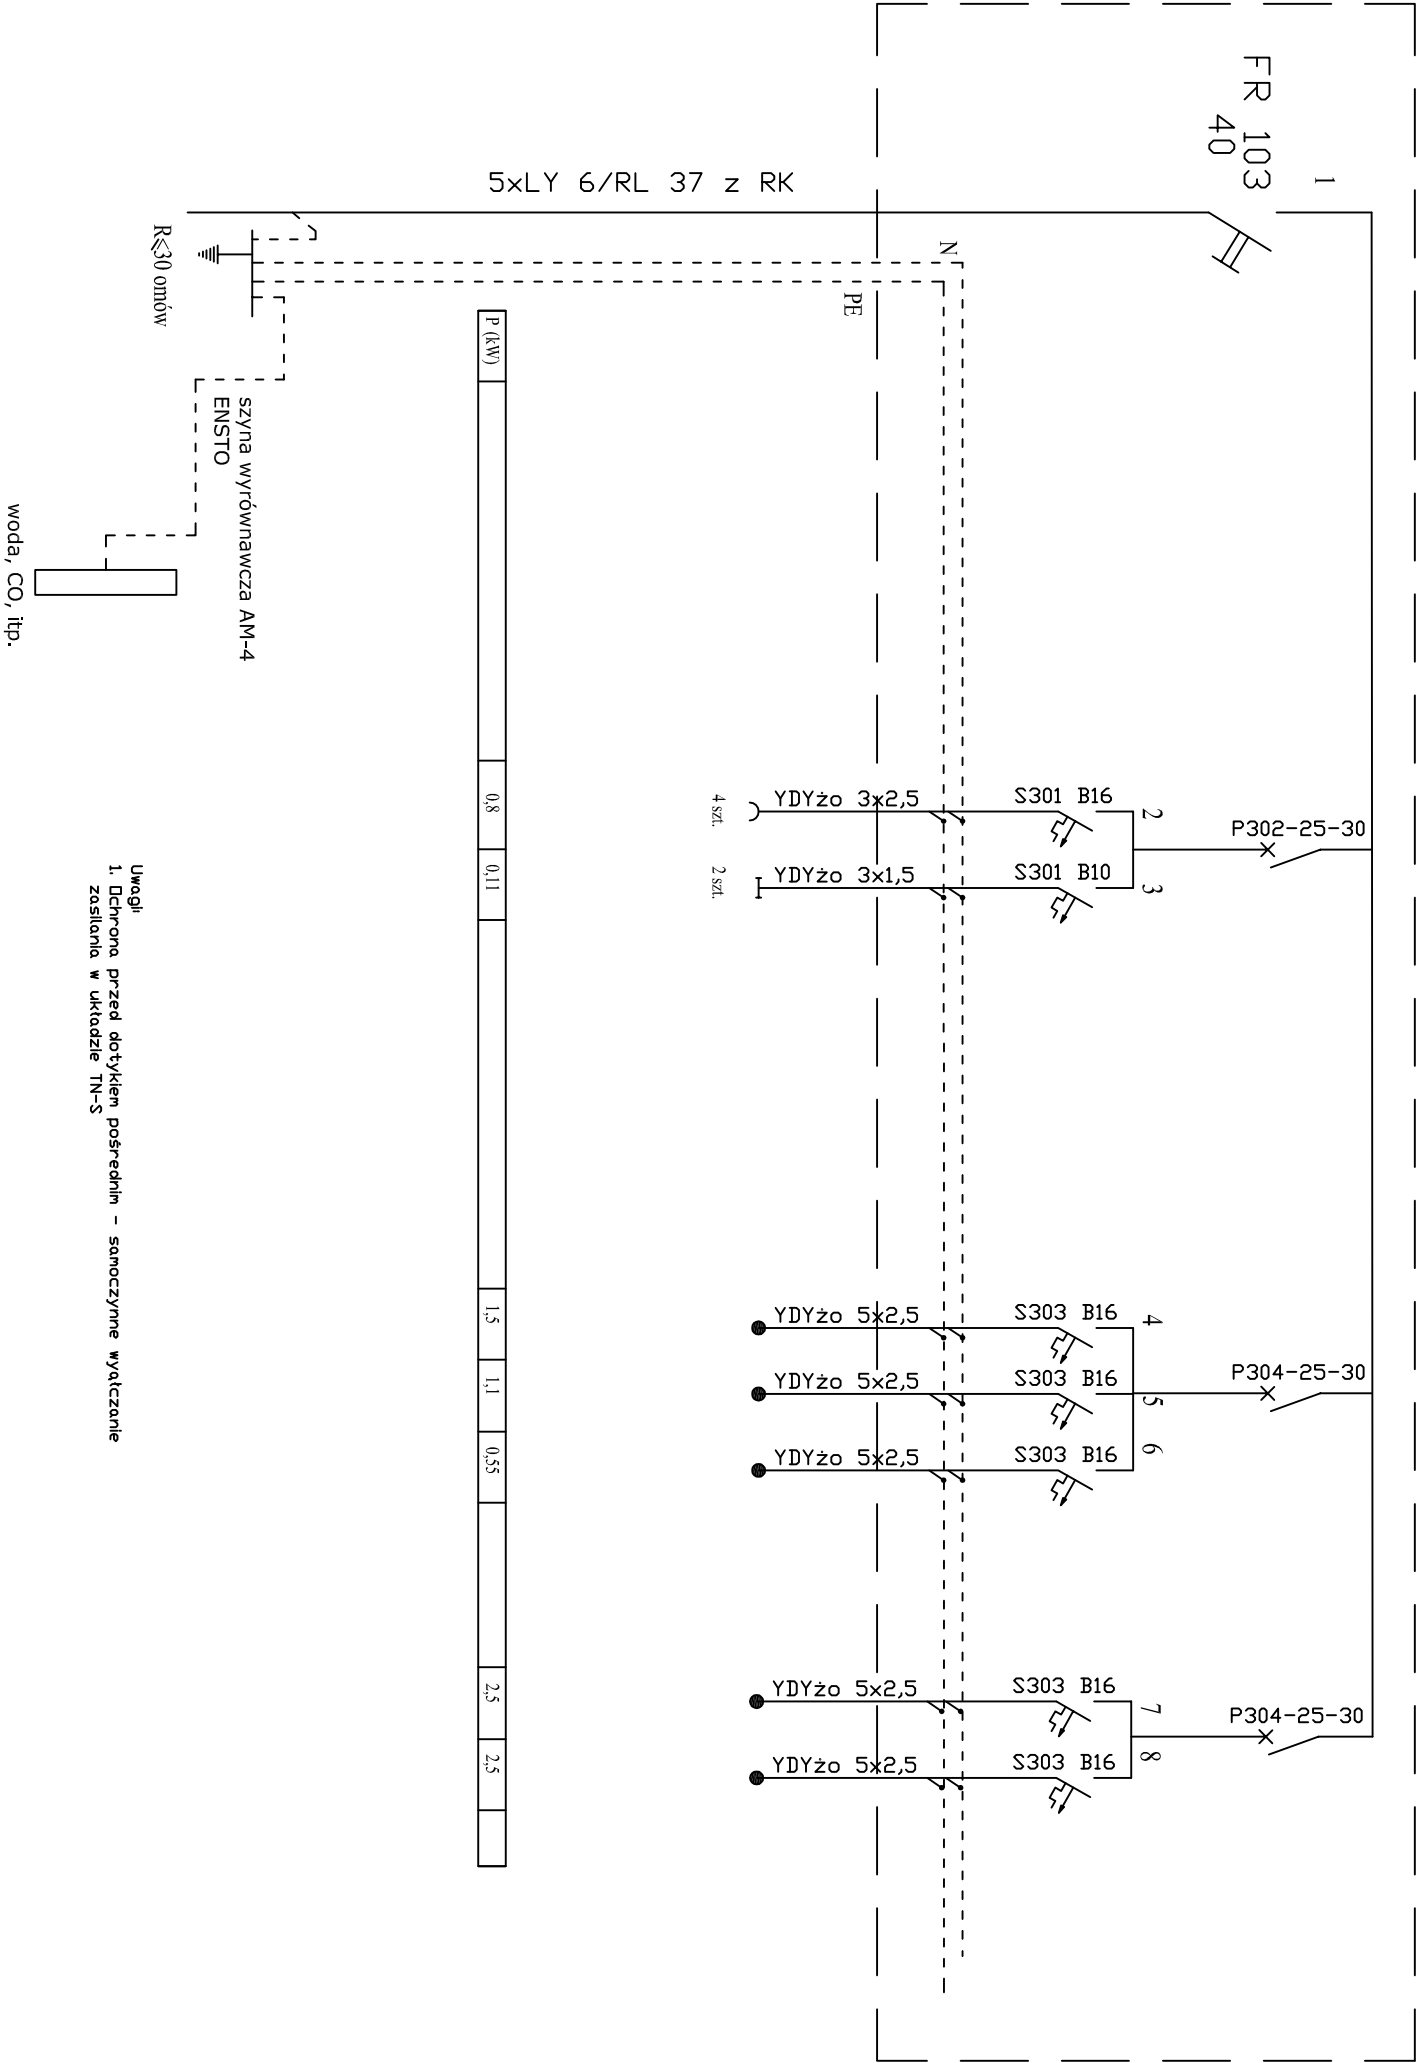 FR 103
40
1
5xLY 6/RL 37 z RK
N
PE
R≤30 omów
szyna wyrównawcza AM-4
ENSTO
woda, CO, itp.
P302-25-30
2
S301 B16
YDYżo 3x2,5
4 szt.
3
S301 B10
YDYżo 3x1,5
2 szt.
P304-25-30
4
S303 B16
YDYżo 5x2,5
5
S303 B16
YDYżo 5x2,5
6
S303 B16
YDYżo 5x2,5
P304-25-30
7
S303 B16
YDYżo 5x2,5
8
S303 B16
YDYżo 5x2,5
P (kW)
0,8
0,11
1,5
1,1
0,55
2,5
2,5
Uwagi:
1. Ochrona przed dotykiem pośrednim - samoczynne wyłączanie
zasilania w układzie TN-S